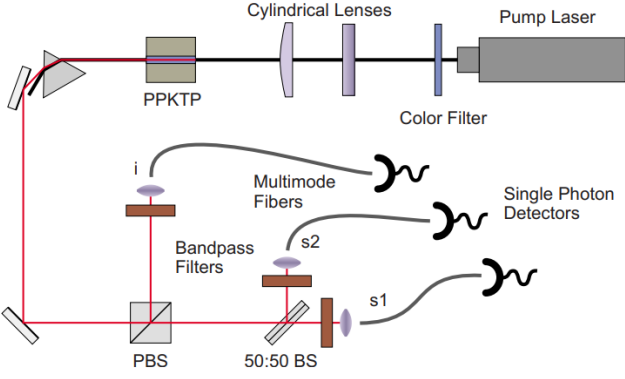 Cylindrical Lenses
Pump Laser
PPKTP
Color Filter
i
Multimode
Fibers
Single Photon
Detectors
s2
Bandpass
Filters
s1
PBS
50:50 BS